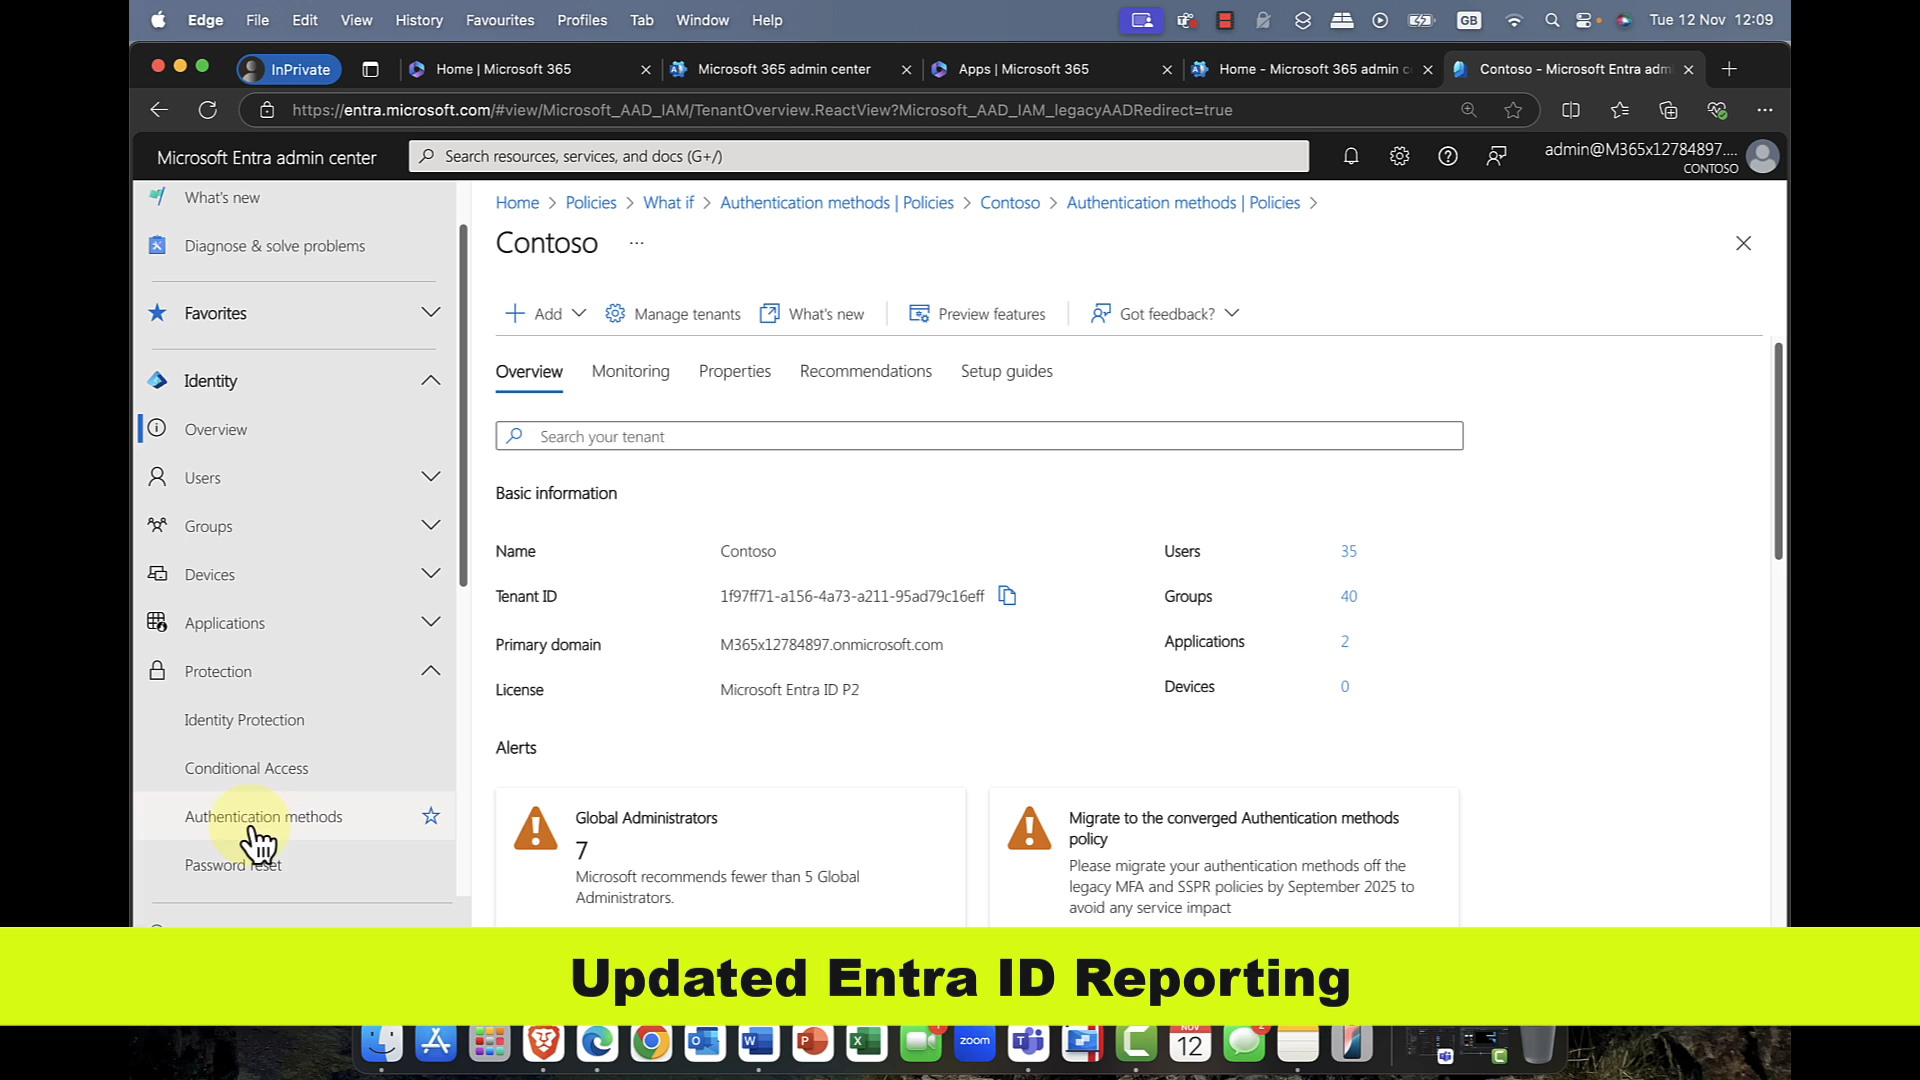 Edge File Edit View History Favourites Profiles Tab Window Help GB Tue 12 Nov 12:09
InPrivate Home | Microsoft 365 Microsoft 365 admin center Apps | Microsoft 365 Home - Microsoft 365 admin c Contoso - Microsoft Entra adm
https://entra.microsoft.com/#view/Microsoft_AAD_IAM/TenantOverview.ReactView?Microsoft_AAD_IAM_legacyAADRedirect=true
Microsoft Entra admin center Search resources, services, and docs (G+/) admin@M365x12784897....
CONTOSO
What's new
Diagnose & solve problems
Favorites
Identity
Overview
Users
Groups
Devices
Applications
Protection
Identity Protection
Conditional Access
Authentication methods
Password reset
Home > Policies > What if > Authentication methods | Policies > Contoso > Authentication methods | Policies >
Contoso ...
Add Manage tenants What's new Preview features Got feedback?
Overview Monitoring Properties Recommendations Setup guides
Search your tenant
Basic information
Name Contoso Users 35
Tenant ID 1f97ff71-a156-4a73-a211-95ad79c16eff Groups 40
Primary domain M365x12784897.onmicrosoft.com Applications 2
License Microsoft Entra ID P2 Devices 0
Alerts
Global Administrators
7
Microsoft recommends fewer than 5 Global
Administrators.
Migrate to the converged Authentication methods
policy
Please migrate your authentication methods off the
legacy MFA and SSPR policies by September 2025 to
avoid any service impact
Updated Entra ID Reporting
zoom
NOV
12
2